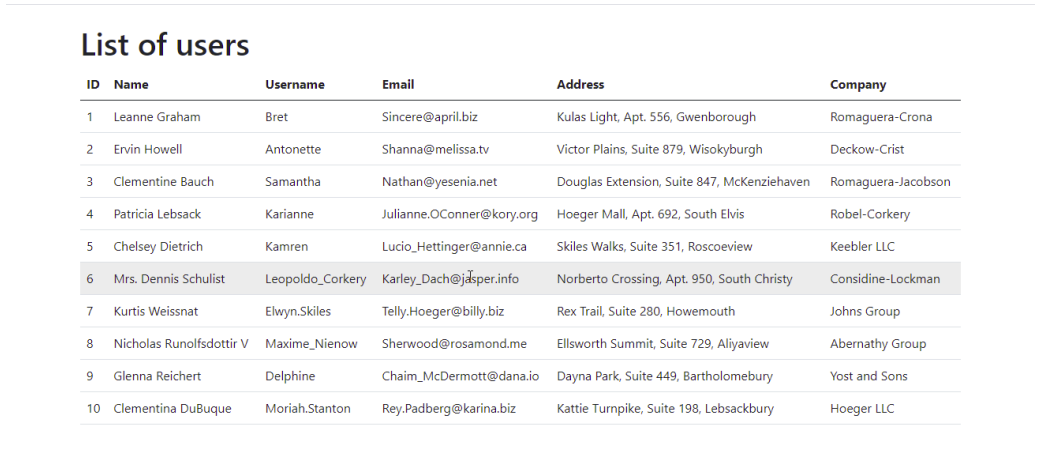 List of users
ID Name Username Email Address Company
1 Leanne Graham Bret Sincere@april.biz Kulas Light, Apt. 556, Gwenborough Romaguera-Crona
2 Ervin Howell Antonette Shanna@melissa.tv Victor Plains, Suite 879, Wisokyburgh Deckow-Crist
3 Clementine Bauch Samantha Nathan@yesenia.net Douglas Extension, Suite 847, McKenziehaven Romaguera-Jacobson
4 Patricia Lebsack Karianne Julianne.OConner@kory.org Hoeger Mall, Apt. 692, South Elvis Robel-Corkery
5 Chelsey Dietrich Kamren Lucio_Hettinger@annie.ca Skiles Walks, Suite 351, Roscoeview Keebler LLC
6 Mrs. Dennis Schulist Leopoldo_Corkery Karley_Dach@jasper.info Norberto Crossing, Apt. 950, South Christy Considine-Lockman
7 Kurtis Weissnat Elwyn.Skiles Telly.Hoeger@billy.biz Rex Trail, Suite 280, Howemouth Johns Group
8 Nicholas Runolfsdottir V Maxime_Nienow Sherwood@rosamond.me Ellsworth Summit, Suite 729, Aliyaview Abernathy Group
9 Glenna Reichert Delphine Chaim_McDermott@dana.io Dayna Park, Suite 449, Bartholomebury Yost and Sons
10 Clementina DuBuque Moriah.Stanton Rey.Padberg@karina.biz Kattie Turnpike, Suite 198, Lebsackbury Hoeger LLC